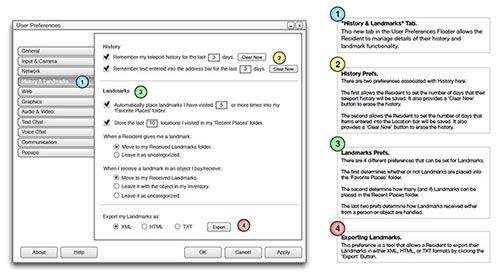 User Preferences
General
Input & Camera
Network
History & Landmarks
Web
Graphics
Audio & Video
Text Chat
Voice Chat
Communication
Popups
History
Remember my teleport history for the last 3 days. Clear Now
Remember text entered into the address bar for the last 3 days. Clear Now
Landmarks
Automatically place landmarks I have visited 5 or more times into my
'Favorite Places' folder.
Store the last 10 locations I visited in my 'Recent Places' folder.
When a Resident gives me a landmark:
Move to my Received Landmarks folder.
Leave it as uncategorized.
When I receive a landmark in an object I buy/receive:
Move to my Received Landmarks.
Leave it with the object in my Inventory.
Leave it as uncategorized.
Export my Landmarks as:
XML HTML TXT Export
About Help OK Cancel Apply
1
2
3
4
1
"History & Landmarks" Tab.
This new tab in the User Preferences Floater allows the
Resident to manage details of their history and
landmark functionality.
2
History Prefs.
There are two preferences associated with History here:
The first allows the Resident to set the number of days that their
teleport history will be saved. It also provides a 'Clear Now'
button to erase the history.
The second allows the Resident to set the number of days that
Items entered into the Location bar will be saved. It also
provides a 'Clear Now' button to erase the history.
3
Landmarks Prefs.
There are 4 different preferences that can be set for Landmarks.
The first determines whether or not Landmarks are placed into
the 'Favorite Places' folder.
The second determine how many (and if) Landmarks can be
placed in the Recent Places folder.
The last two prefs determine how Landmarks received either
from a person or object are handled.
4
Exporting Landmarks.
This preference is a tool that allows a Resident to export their
Landmarks in either XML, HTML, or TXT formats by clicking the
'Export' Button.